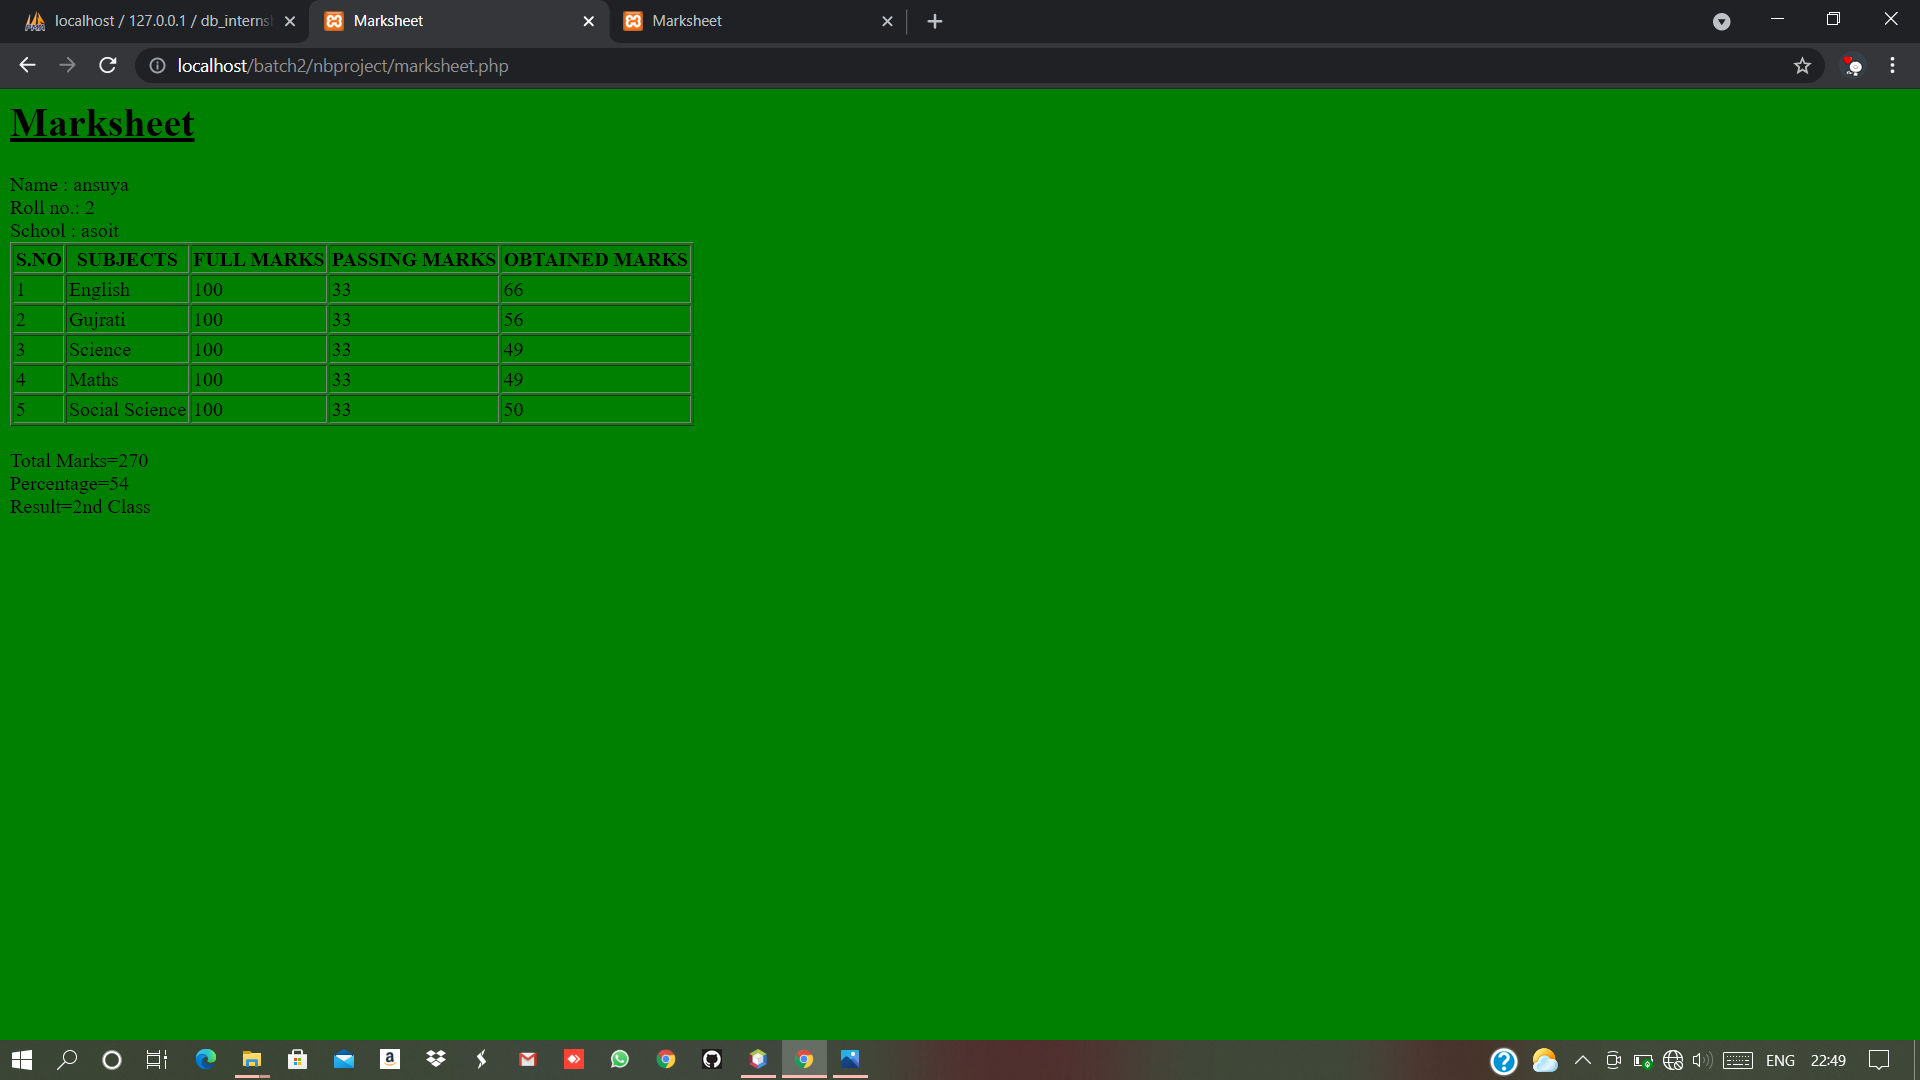 localhost / 127.0.0.1 / db_interns
Marksheet
Marksheet
localhost/batch2/nbproject/marksheet.php
Marksheet
Name : ansuya
Roll no.: 2
School : asoit
S.NO SUBJECTS FULL MARKS PASSING MARKS OBTAINED MARKS
1 English 100 33 66
2 Gujrati 100 33 56
3 Science 100 33 49
4 Maths 100 33 49
5 Social Science 100 33 50
Total Marks=270
Percentage=54
Result=2nd Class
ENG 22:49